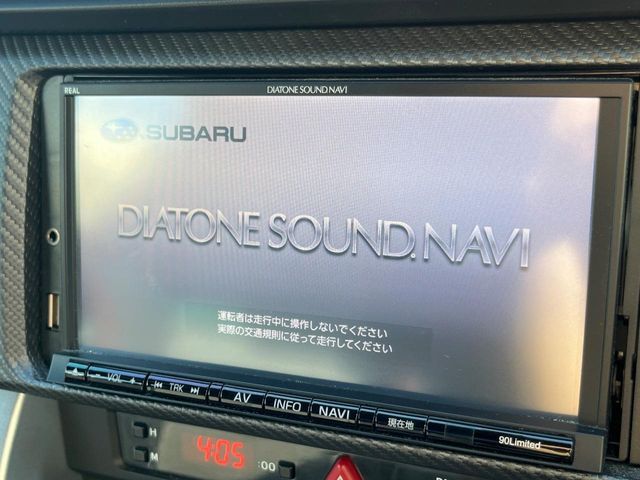 REAL
DIATONE SOUND NAVI
SUBARU
DIATONE SOUND.NAVI
運転者は走行中に操作しないでください
実際の交通規則に従って走行してください
- VOL +
TRK
AV
INFO
NAVI
現在地
90Limited
H
M
4:05
:00